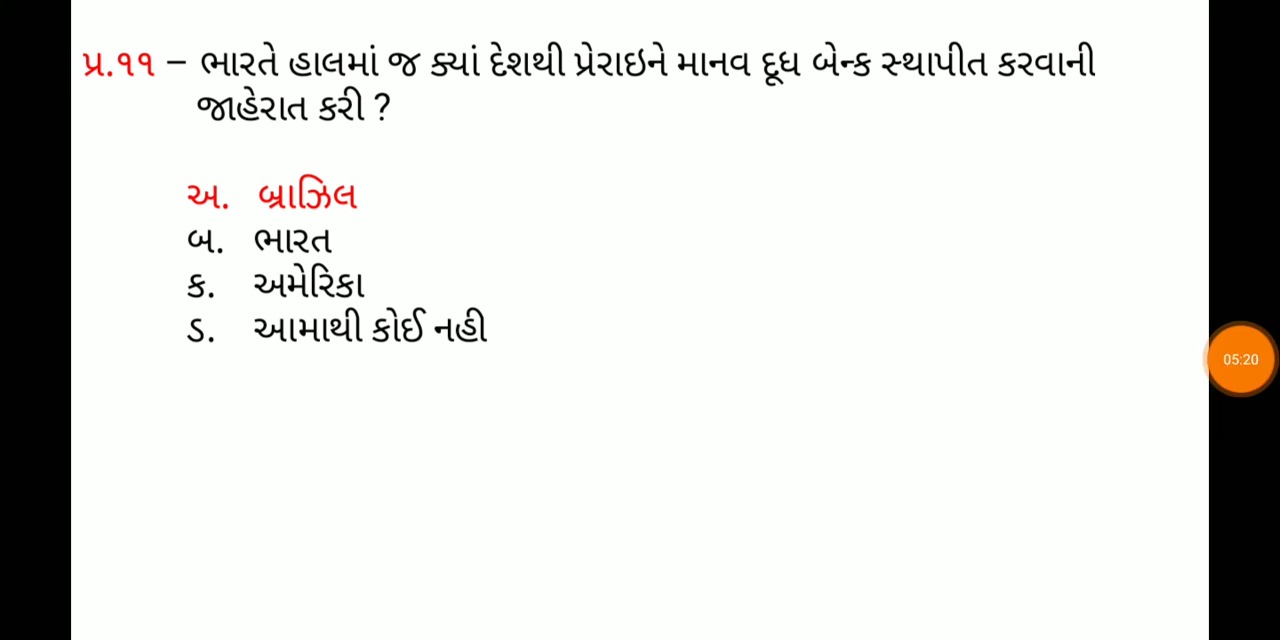 પ્ર.૧૧ – ભારતે હાલમાં જ ક્યાં દેશથી પ્રેરાઇને માનવ દૂધ બેન્ક સ્થાપીત કરવાની
જાહેરાત કરી ?
અ. બ્રાઝિલ
બ. ભારત
ક. અમેરિકા
ડ. આમાથી કોઈ નહી
05:20